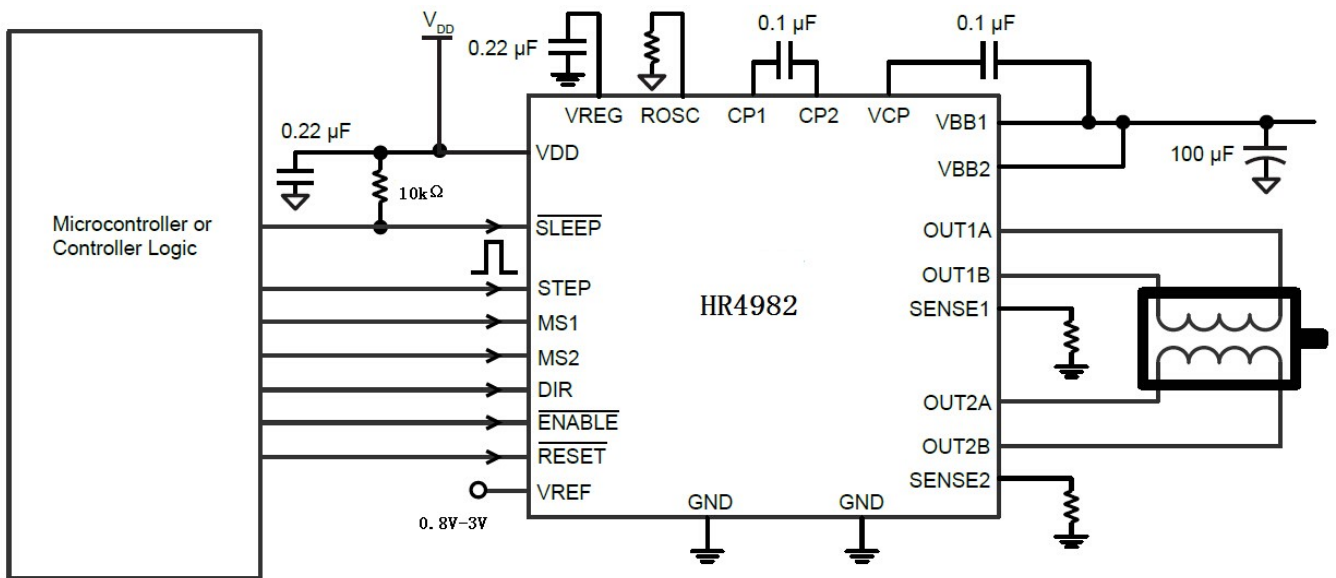 V_DD
0.22 µF
0.1 µF
0.1 µF
VREG
ROSC
CP1
CP2
VCP
VBB1
0.22 µF
VDD
VBB2
100 µF
10kΩ
Microcontroller or
Controller Logic
SLEEP
OUT1A
OUT1B
STEP
HR4982
SENSE1
MS1
MS2
DIR
OUT2A
ENABLE
OUT2B
RESET
SENSE2
VREF
GND
GND
0.8V-3V